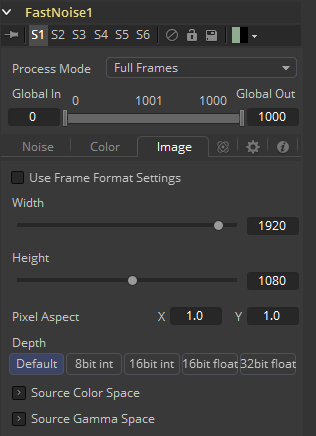 FastNoise1
S1 S2 S3 S4 S5 S6
Process Mode Full Frames
Global In 0 1001 1000 Global Out
0 1000
Noise Color Image
Use Frame Format Settings
Width
1920
Height
1080
Pixel Aspect X 1.0 Y 1.0
Depth
Default 8bit int 16bit int 16bit float 32bit float
Source Color Space
Source Gamma Space